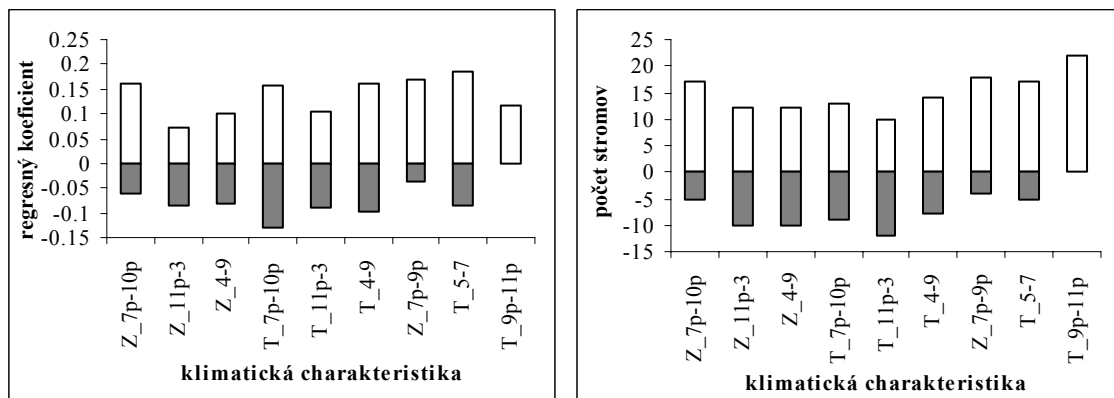 regresný koeficient
0.25
0.2
0.15
0.1
0.05
0
-0.05
-0.1
-0.15
Z_7p-10p
Z_11p-3
Z_4-9
T_7p-10p
T_11p-3
T_4-9
Z_7p-9p
T_5-7
T_9p-11p
klimatická charakteristika
počet stromov
25
20
15
10
5
0
-5
-10
-15
Z_7p-10p
Z_11p-3
Z_4-9
T_7p-10p
T_11p-3
T_4-9
Z_7p-9p
T_5-7
T_9p-11p
klimatická charakteristika